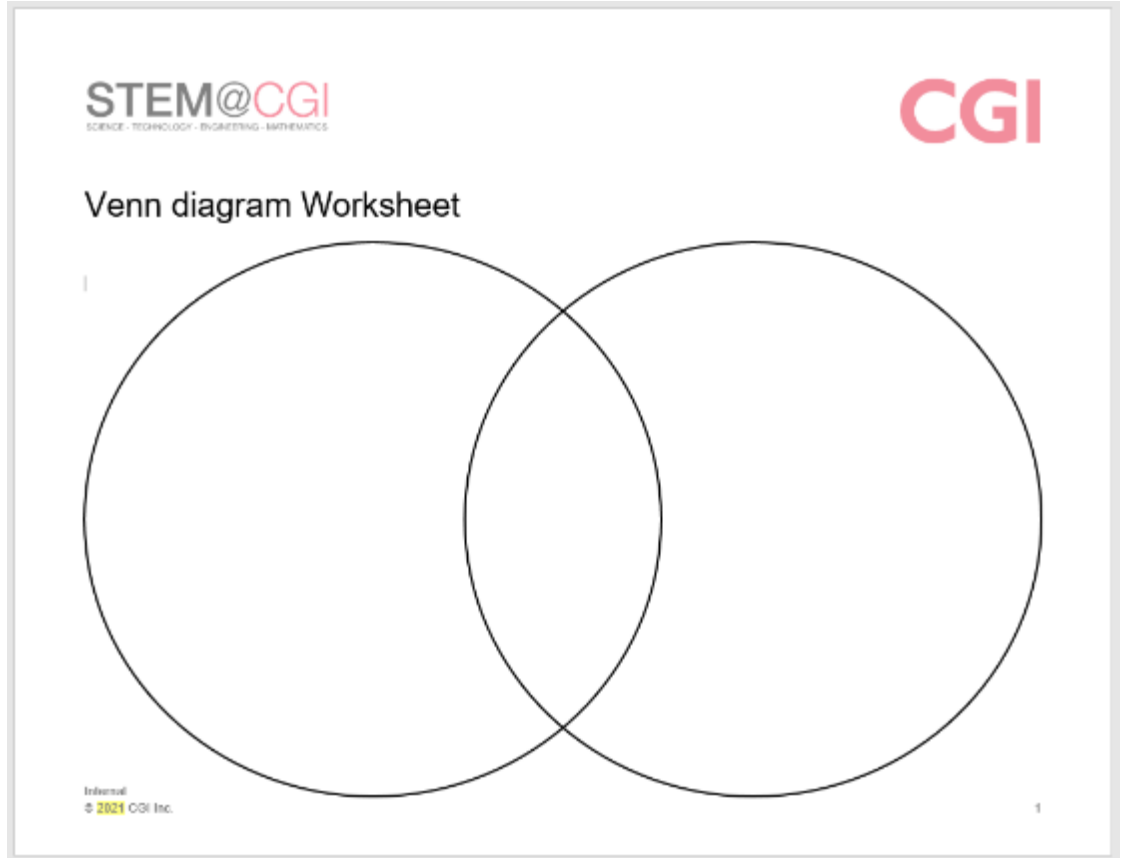 STEM@CGI
SCIENCE - TECHNOLOGY - ENGINEERING - MATHEMATICS
CGI
Venn diagram Worksheet
Internal
© 2021 CGI Inc.
1